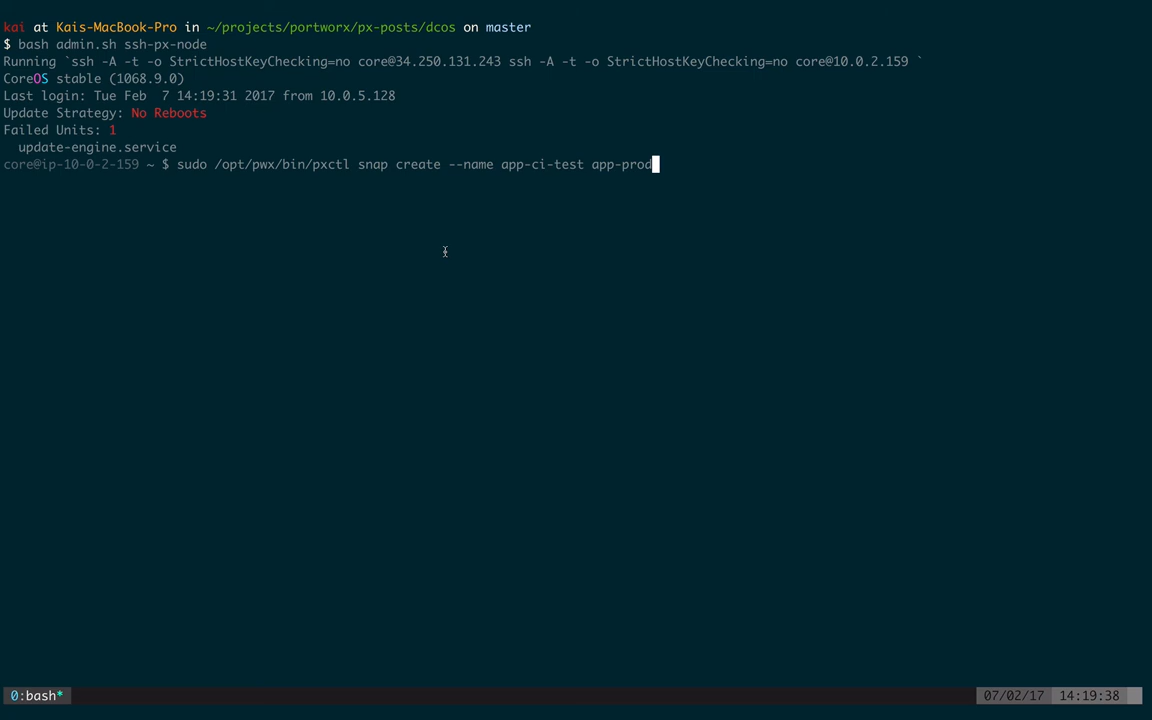 kai at Kais-MacBook-Pro in ~/projects/portworx/px-posts/dcos on master
$ bash admin.sh ssh-px-node
Running `ssh -A -t -o StrictHostKeyChecking=no core@34.250.131.243 ssh -A -t -o StrictHostKeyChecking=no core@10.0.2.159 `
CoreOS stable (1068.9.0)
Last login: Tue Feb  7 14:19:31 2017 from 10.0.5.128
Update Strategy: No Reboots
Failed Units: 1
  update-engine.service
core@ip-10-0-2-159 ~ $ sudo /opt/pwx/bin/pxctl snap create --name app-ci-test app-prod
0:bash* 07/02/17 14:19:38